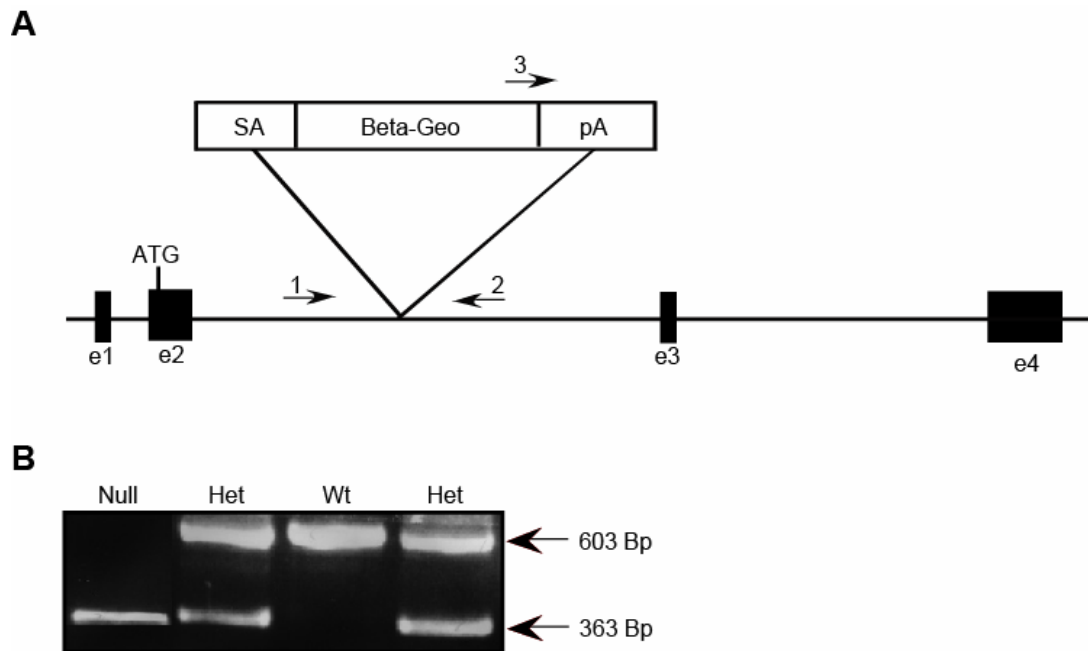 A
3
SA Beta-Geo pA
ATG
1 2
e1 e2 e3 e4
B
Null Het Wt Het
603 Bp
363 Bp